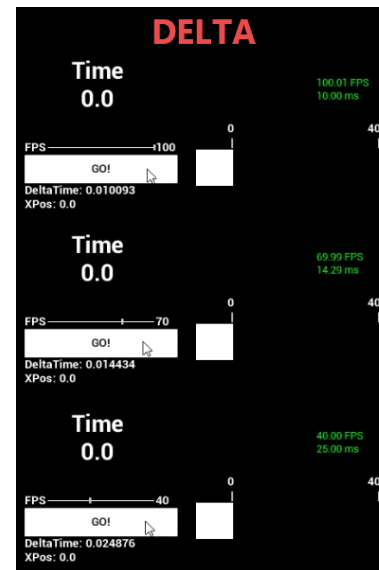 DELTA
Time
0.0
100.01 FPS
10.00 ms
0
40
FPS 100
GO!
DeltaTime: 0.010093
XPos: 0.0
Time
0.0
69.99 FPS
14.29 ms
0
40
FPS 70
GO!
DeltaTime: 0.014434
XPos: 0.0
Time
0.0
40.00 FPS
25.00 ms
0
40
FPS 40
GO!
DeltaTime: 0.024876
XPos: 0.0